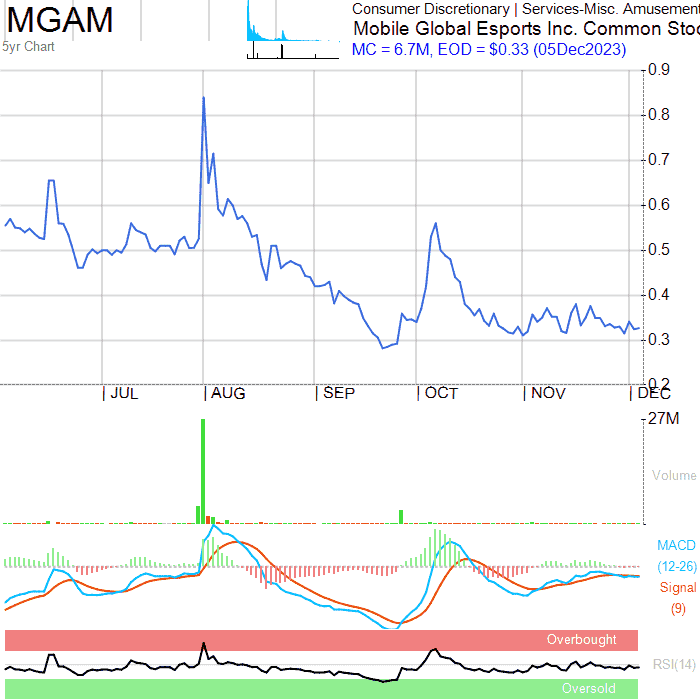 MGAM
5yr Chart
Consumer Discretionary | Services-Misc. Amusement
Mobile Global Esports Inc. Common Stoc
MC = 6.7M, EOD = $0.33 (05Dec2023)
0.9
0.8
0.7
0.6
0.5
0.4
0.3
0.2
| JUL | AUG | SEP | OCT | NOV | DEC
27M
Volume
MACD
(12-26)
Signal
(9)
Overbought
RSI(14)
Oversold